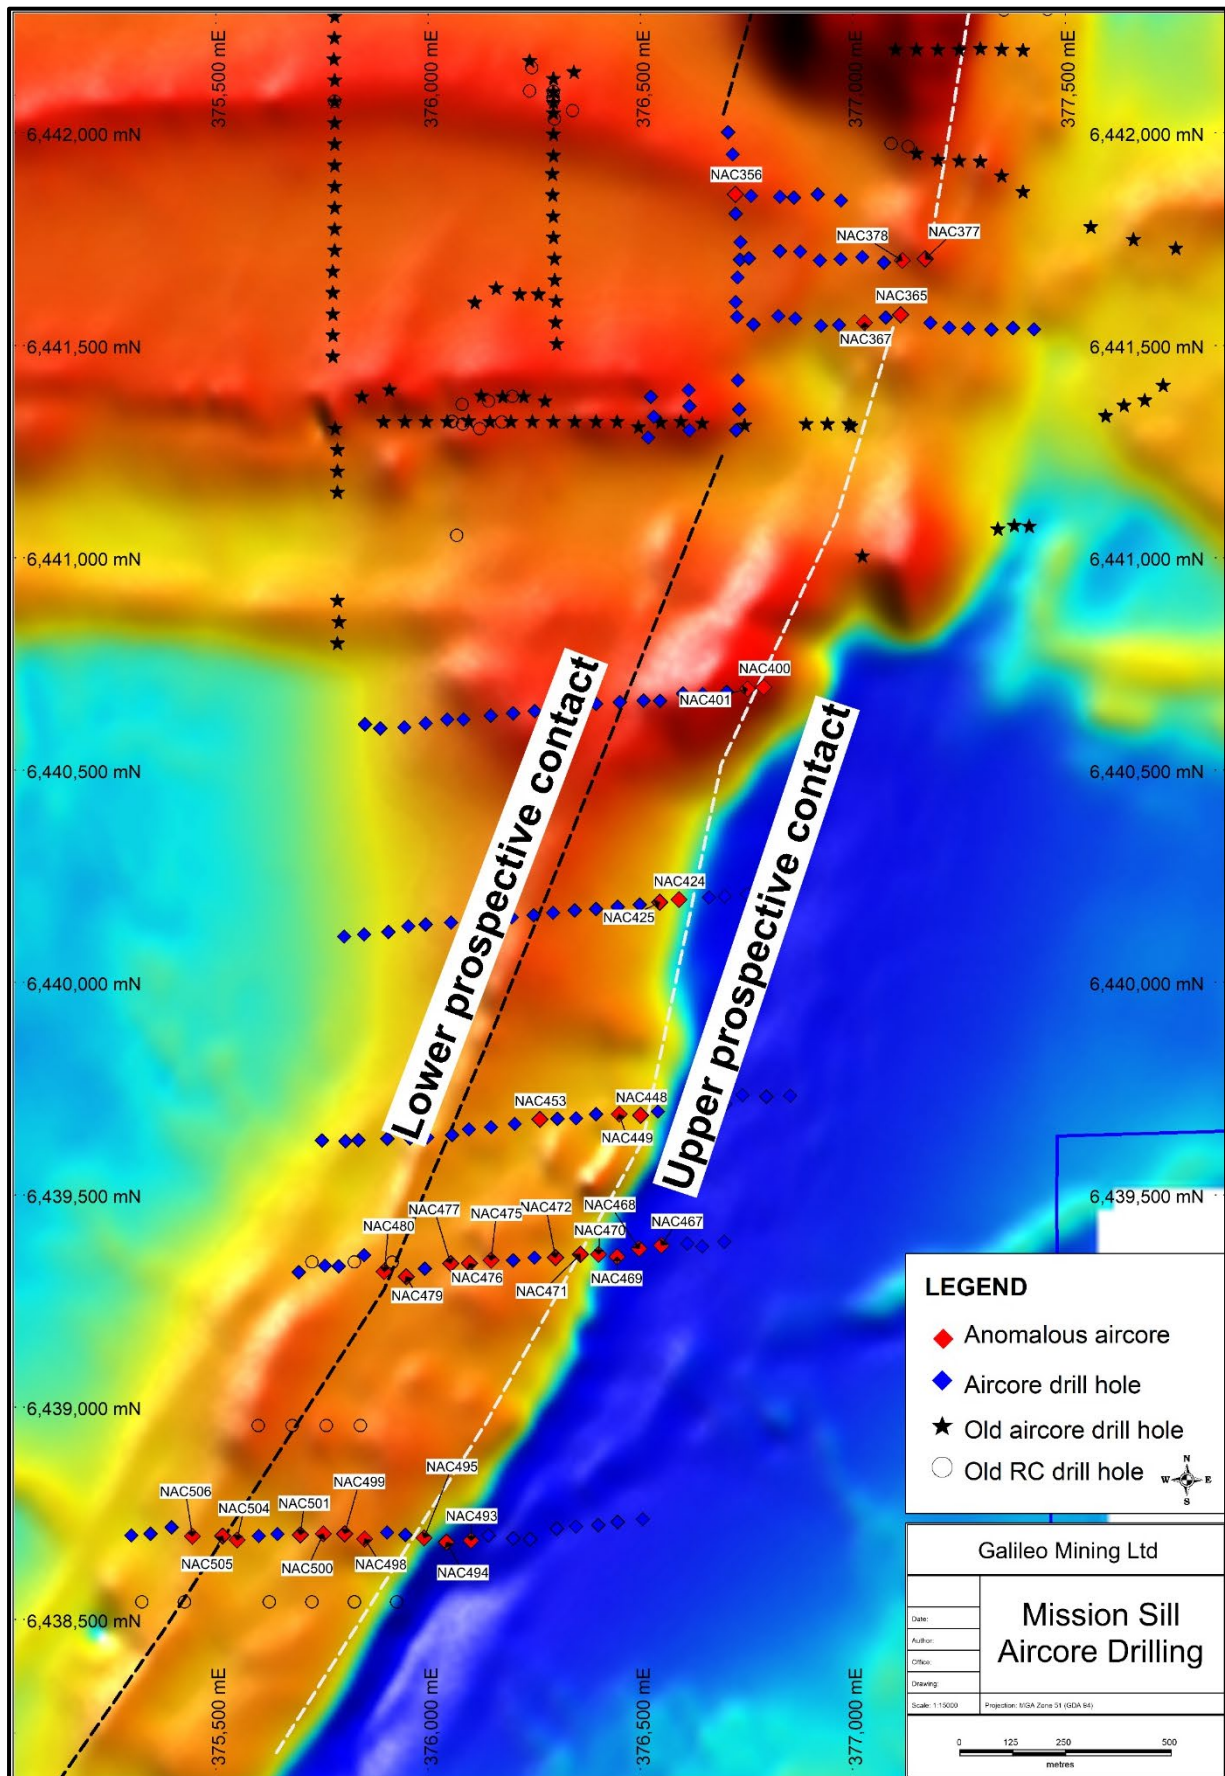 375,500 mE
376,000 mE
376,500 mE
377,000 mE
377,500 mE
6,442,000 mN
6,442,000 mN
NAC356
NAC378
NAC377
NAC365
NAC367
6,441,500 mN
6,441,500 mN
6,441,000 mN
6,441,000 mN
NAC400
NAC401
Lower prospective contact
Upper prospective contact
6,440,500 mN
6,440,500 mN
NAC424
NAC425
6,440,000 mN
6,440,000 mN
NAC453
NAC448
NAC449
6,439,500 mN
6,439,500 mN
NAC480
NAC477
NAC475
NAC472
NAC468
NAC470
NAC467
NAC479
NAC476
NAC471
NAC469
6,439,000 mN
NAC506
NAC504
NAC501
NAC499
NAC495
NAC493
NAC505
NAC500
NAC498
NAC494
6,438,500 mN
375,500 mE
376,000 mE
376,500 mE
377,000 mE
LEGEND
Anomalous aircore
Aircore drill hole
Old aircore drill hole
Old RC drill hole
N
W E
S
Galileo Mining Ltd
Mission Sill
Aircore Drilling
Date:
Author:
Office:
Drawing:
Scale: 1:15000
Projection: MGA Zone 51 (GDA 94)
0 125 250 500
metres